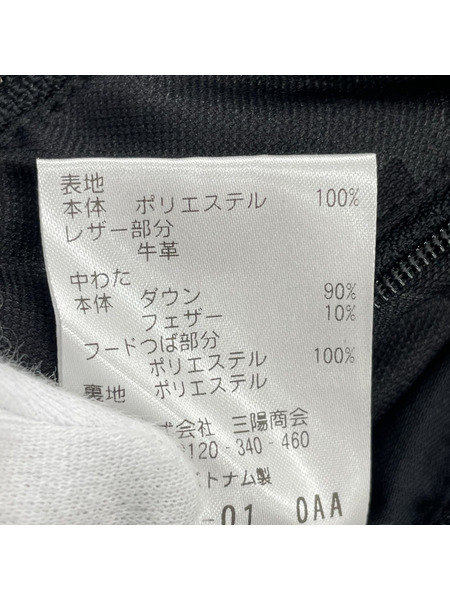 表地
本体 ポリエステル 100%
レザー部分
牛革
中わた
本体 ダウン 90%
フェザー 10%
フードつば部分
ポリエステル 100%
裏地 ポリエステル
式会社 三陽商会
120-340-460
トナム製
-01 0AA